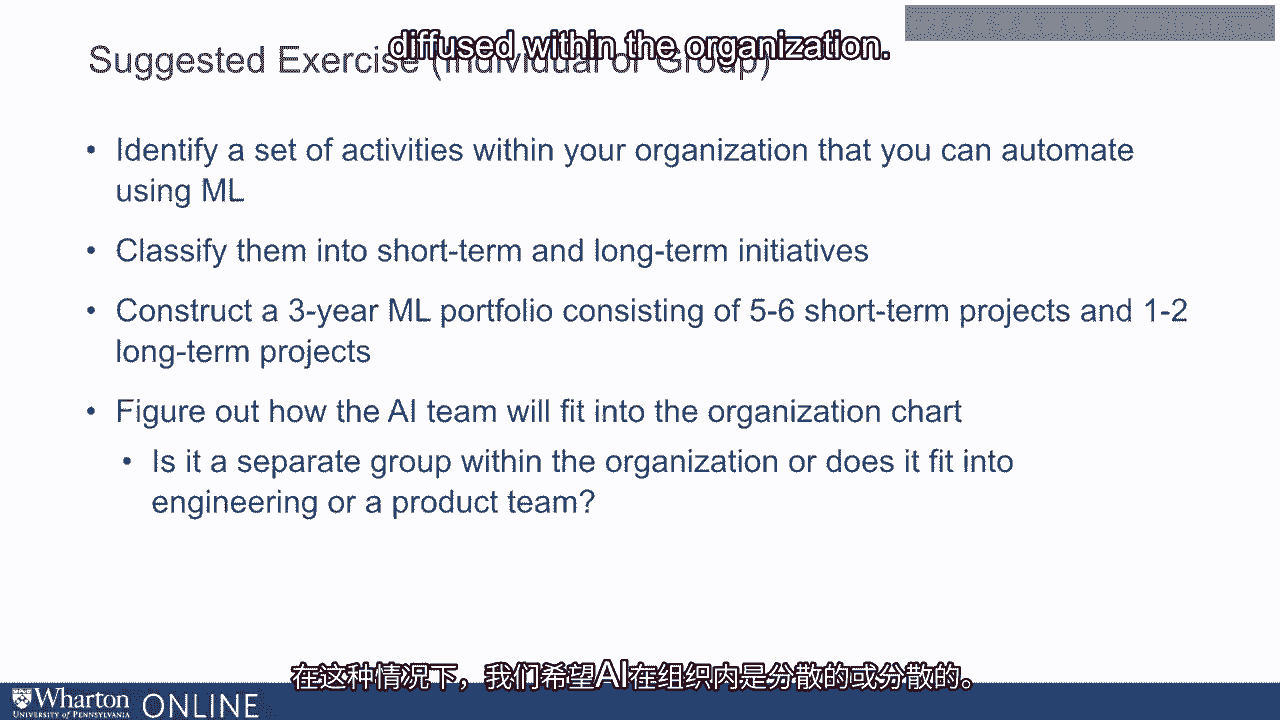 diffused within the organization.
Suggested Exercise (Individual or Group)
• Identify a set of activities within your organization that you can automate
using ML
• Classify them into short-term and long-term initiatives
• Construct a 3-year ML portfolio consisting of 5-6 short-term projects and 1-2
long-term projects
• Figure out how the AI team will fit into the organization chart
• Is it a separate group within the organization or does it fit into
engineering or a product team?
在这种情况下，我们希望AI在组织内是分散的或分散的。
Wharton
UNIVERSITY of PENNSYLVANIA
ONLINE